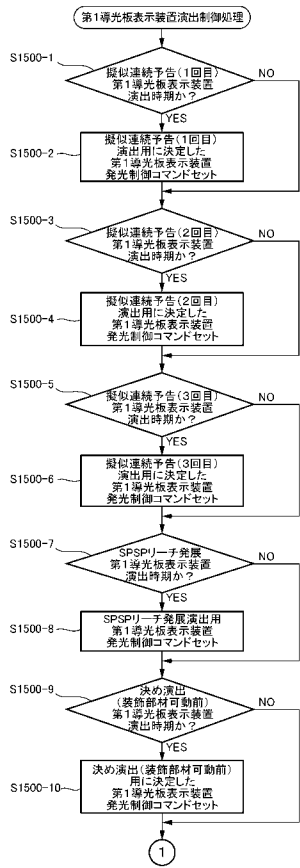 第1導光板表示装置演出制御処理
S1500-1
擬似連続予告(1回目)
第1導光板表示装置
演出時期か?
NO
YES
S1500-2
擬似連続予告(1回目)
演出用に決定した
第1導光板表示装置
発光制御コマンドセット
S1500-3
擬似連続予告(2回目)
第1導光板表示装置
演出時期か?
NO
YES
S1500-4
擬似連続予告(2回目)
演出用に決定した
第1導光板表示装置
発光制御コマンドセット
S1500-5
擬似連続予告(3回目)
第1導光板表示装置
演出時期か?
NO
YES
S1500-6
擬似連続予告(3回目)
演出用に決定した
第1導光板表示装置
発光制御コマンドセット
S1500-7
SPSPリーチ発展
第1導光板表示装置
演出時期か?
NO
YES
S1500-8
SPSPリーチ発展演出用
第1導光板表示装置
発光制御コマンドセット
S1500-9
決め演出
(装飾部材可動前)
第1導光板表示装置
演出時期か?
NO
YES
S1500-10
決め演出(装飾部材可動前)
用に決定した
第1導光板表示装置
発光制御コマンドセット
1